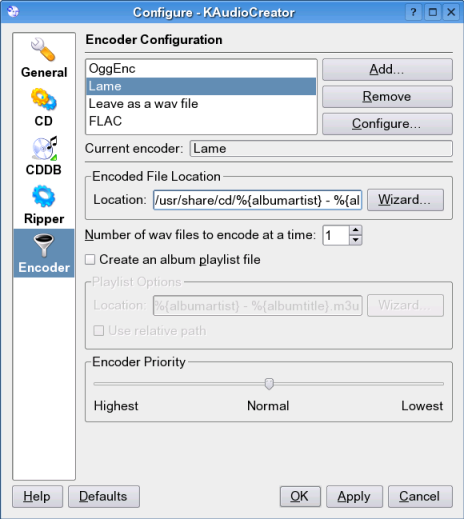 Configure - KAudioCreator
General
CD
CDDB
Ripper
Encoder
Encoder Configuration
OggEnc
Lame
Leave as a wav file
FLAC
Add...
Remove
Configure...
Current encoder: Lame
Encoded File Location
Location: /usr/share/cd/%{albumartist} - %{al Wizard...
Number of wav files to encode at a time: 1
Create an album playlist file
Playlist Options
Location: %{albumartist} - %{albumtitle}.m3u Wizard...
Use relative path
Encoder Priority
Highest Normal Lowest
Help Defaults OK Apply Cancel